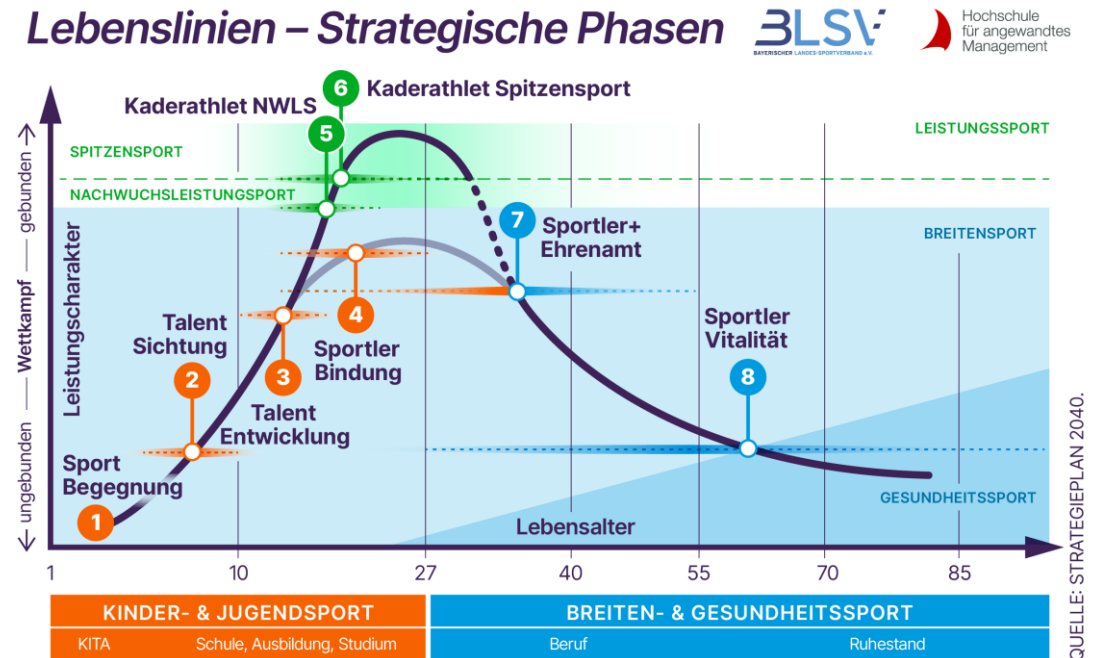 Lebenslinien – Strategische Phasen
BLSV
BAYERISCHER LANDES-SPORTVERBAND e.V.
Hochschule
für angewandtes
Management
6
Kaderathlet Spitzensport
Kaderathlet NWLS
5
LEISTUNGSSPORT
SPITZENSPORT
NACHWUCHSLEISTUNGSPORT
BREITENSPORT
7
Sportler+
Ehrenamt
4
Sportler
Bindung
Talent
Sichtung
2
3
Talent
Entwicklung
Sportler
Vitalität
8
Sport
Begegnung
1
GESUNDHEITSSPORT
Lebensalter
ungebunden
Wettkampf
gebunden
Leistungscharakter
1
10
27
40
55
70
85
KINDER- & JUGENDSPORT
BREITEN- & GESUNDHEITSSPORT
KITA
Schule, Ausbildung, Studium
Beruf
Ruhestand
QUELLE: STRATEGIEPLAN 2040.